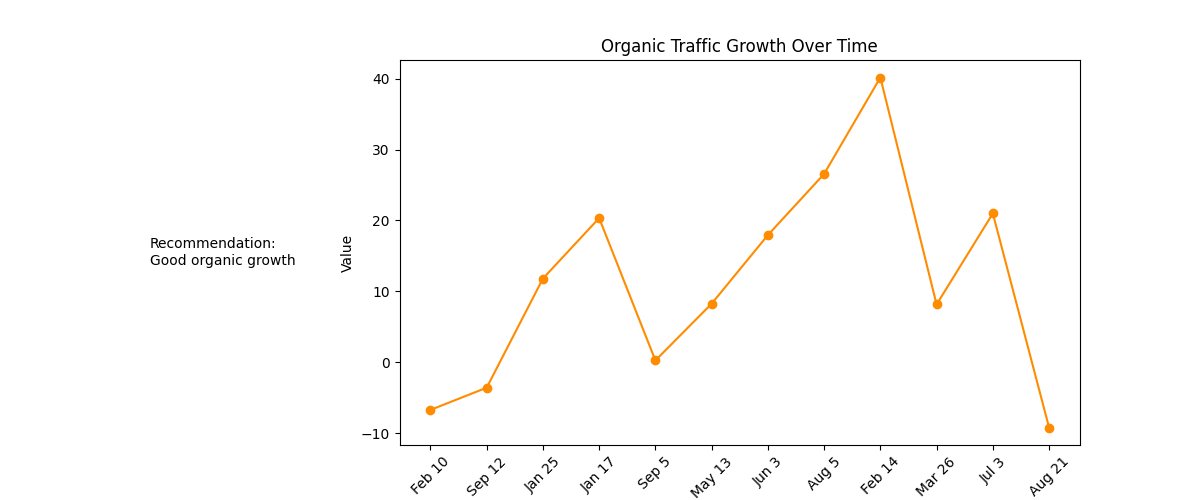 Organic Traffic Growth Over Time
Recommendation:
Good organic growth
Value
40
30
20
10
0
−10
Feb 10
Sep 12
Jan 25
Jan 17
Sep 5
May 13
Jun 3
Aug 5
Feb 14
Mar 26
Jul 3
Aug 21